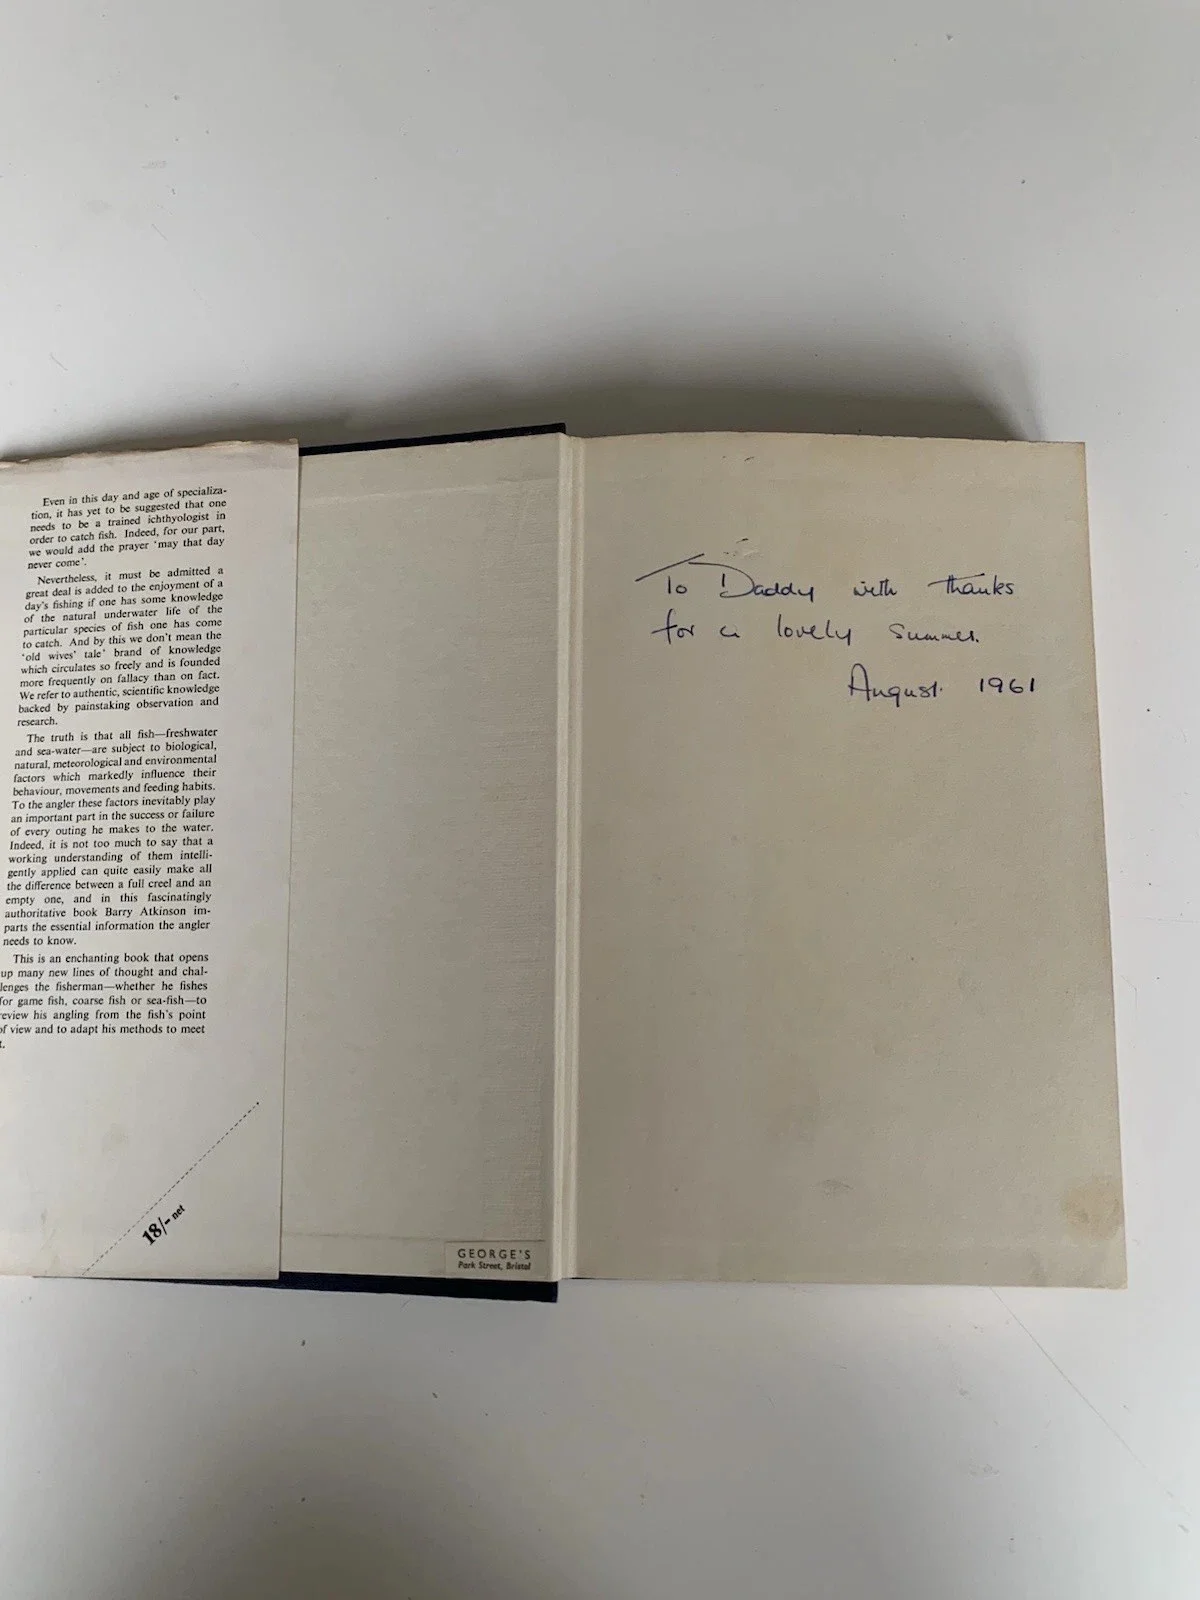 Even in this day and age of specializa-
tion, it has yet to be suggested that one
needs to be a trained ichthyologist in
order to catch fish. Indeed, for our part,
we would add the prayer ‘may that day
never come’.
Nevertheless, it must be admitted a
great deal is added to the enjoyment of a
day's fishing if one has some knowledge
of the natural underwater life of the
particular species of fish one has come
to catch. And by this we don't mean the
‘old wives’ tale’ brand of knowledge
which circulates so freely and is founded
more frequently on fallacy than on fact.
We refer to authentic, scientific knowledge
backed by painstaking observation and
research.
The truth is that all fish—freshwater
and sea-water—are subject to biological,
natural, meteorological and environmental
factors which markedly influence their
behaviour, movements and feeding habits.
To the angler these factors inevitably play
an important part in the success or failure
of every outing he makes to the water.
Indeed, it is not too much to say that a
working understanding of them intelli-
gently applied can quite easily make all
the difference between a full creel and an
empty one, and in this fascinatingly
authoritative book Barry Atkinson im-
parts the essential information the angler
needs to know.
This is an enchanting book that opens
up many new lines of thought and chal-
lenges the fisherman—whether he fishes
for game fish, coarse fish or sea-fish—to
review his angling from the fish's point
of view and to adapt his methods to meet
18/- net
GEORGE'S
Park Street, Bristol
To Daddy with thanks
for a lovely summer.
August 1961